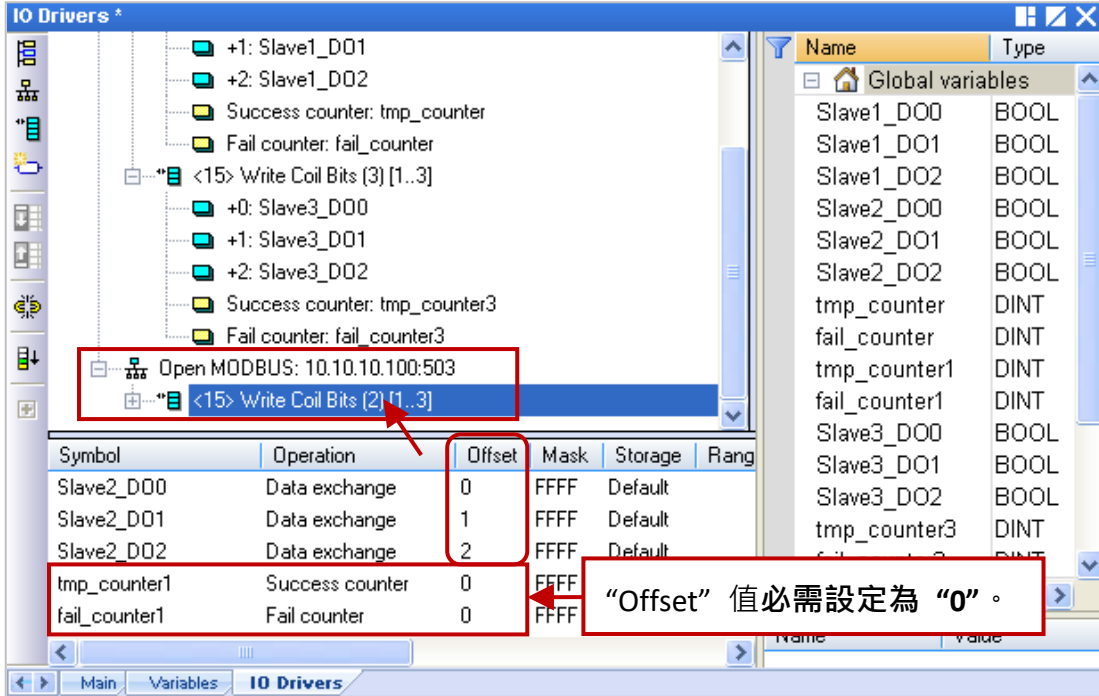 IO Drivers *
+1: Slave1_DO1
+2: Slave1_DO2
Success counter: tmp_counter
Fail counter: fail_counter
<15> Write Coil Bits (3) [1..3]
+0: Slave3_DO0
+1: Slave3_DO1
+2: Slave3_DO2
Success counter: tmp_counter3
Fail counter: fail_counter3
Open MODBUS: 10.10.10.100:503
<15> Write Coil Bits (2) [1..3]
Name Type
Global variables
Slave1_DO0 BOOL
Slave1_DO1 BOOL
Slave1_DO2 BOOL
Slave2_DO0 BOOL
Slave2_DO1 BOOL
Slave2_DO2 BOOL
tmp_counter DINT
fail_counter DINT
tmp_counter1 DINT
fail_counter1 DINT
Slave3_DO0 BOOL
Slave3_DO1 BOOL
Slave3_DO2 BOOL
tmp_counter3 DINT
Symbol Operation Offset Mask Storage Rang
Slave2_DO0 Data exchange 0 FFFF Default
Slave2_DO1 Data exchange 1 FFFF Default
Slave2_DO2 Data exchange 2 FFFF Default
tmp_counter1 Success counter 0 FFFF
fail_counter1 Fail counter 0 FFFF
“Offset” 值必需設定為 “0”。
Name Value
Main Variables IO Drivers